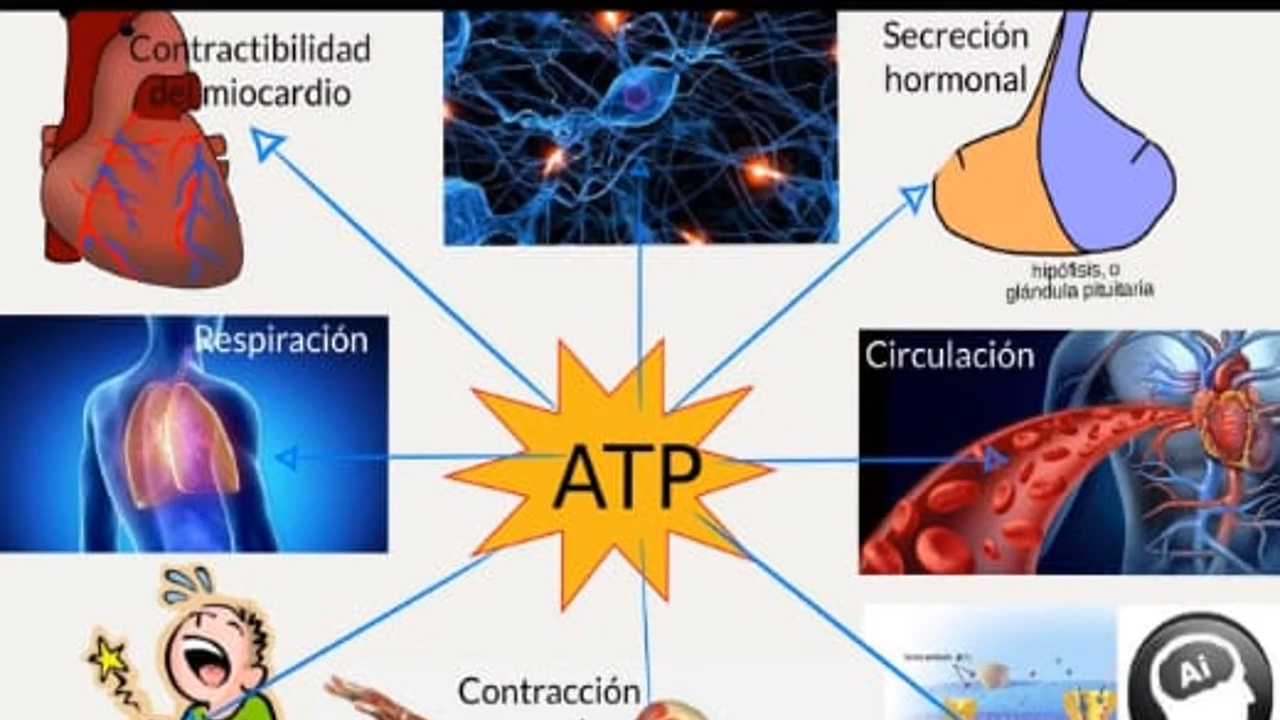 Contractibilidad
del miocardio
Secreción
hormonal
hipófisis, o
glándula pituitaria
Respiración
Circulación
ATP
Contracción
Ai